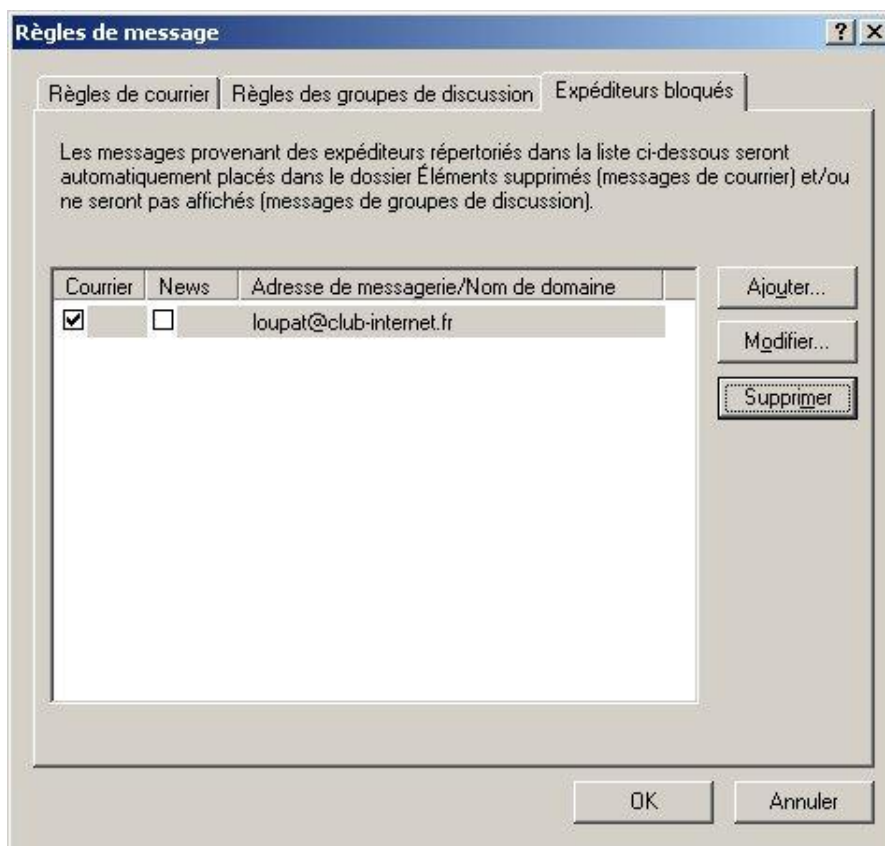 Règles de message
Règles de courrier Règles des groupes de discussion Expéditeurs bloqués
Les messages provenant des expéditeurs répertoriés dans la liste ci-dessous seront
automatiquement placés dans le dossier Éléments supprimés (messages de courrier) et/ou
ne seront pas affichés (messages de groupes de discussion).
Courrier News Adresse de messagerie/Nom de domaine
loupat@club-internet.fr
Ajouter...
Modifier...
Supprimer
OK Annuler